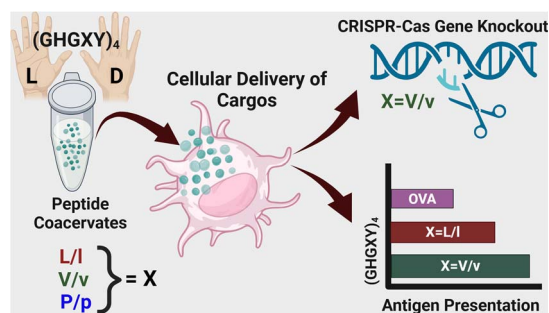 (GHGXY)4
L
D
Peptide
Coacervates
L/l
V/v
P/p
= X
Cellular Delivery of
Cargos
CRISPR-Cas Gene Knockout
X=V/v
(GHGXY)4
OVA
X=L/l
X=V/v
Antigen Presentation